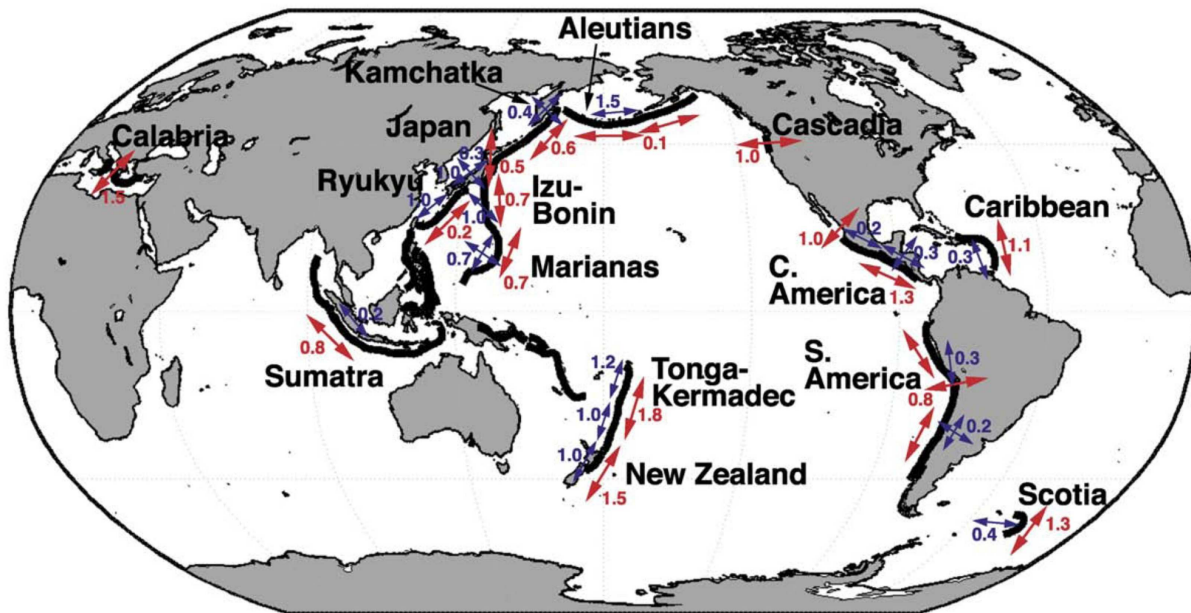 Aleutians
Kamchatka
0.4
1.5
Japan
Calabria
0.6
0.1
Cascadia
1.0
0.3
0.5
1.0
1.5
Ryukyu
1.0
0.7
Izu-
Bonin
0.2
1.0
Caribbean
1.0
0.2
0.3
0.3
1.1
0.7
0.7
Marianas
C.
America
1.3
0.2
0.8
Sumatra
1.2
Tonga-
Kermadec
S.
America
0.3
0.8
1.0
1.8
0.2
1.0
New Zealand
1.5
Scotia
0.4
1.3